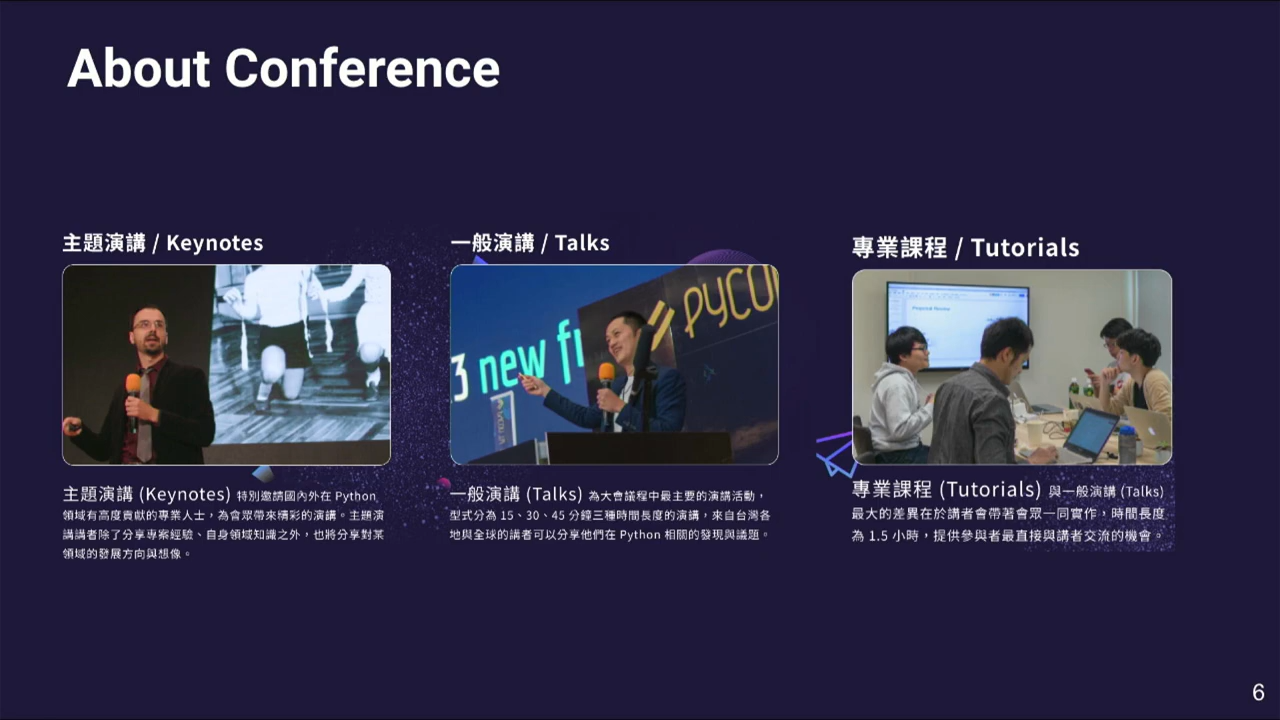 About Conference
主題演講 / Keynotes
主題演講 (Keynotes) 特別邀請國內外在 Python
領域有高度貢獻的專業人士，為會眾帶來精彩的演講。主題演
講講者除了分享專案經驗、自身領域知識之外，也將分享對某
領域的發展方向與想像。
一般演講 / Talks
3 new fi
PYCO
一般演講 (Talks) 為大會議程中最主要的演講活動，
型式分為 15、30、45 分鐘三種時間長度的演講，來自台灣各
地與全球的講者可以分享他們在 Python 相關的發現與議題。
專業課程 / Tutorials
專業課程 (Tutorials) 與一般演講 (Talks)
最大的差異在於講者會帶著會眾一同實作，時間長度
為 1.5 小時，提供參與者最直接與講者交流的機會。
6